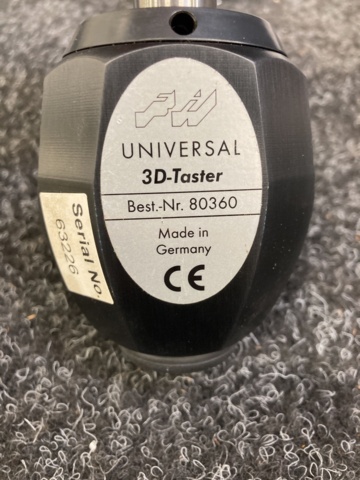 UNIVERSAL
3D-Taster
Best.-Nr. 80360
Made in
Germany
CE
Serial No.
63226